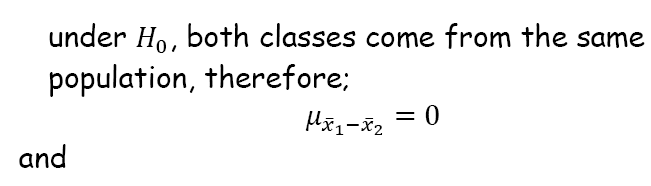 under H₀, both classes come from the same
population, therefore;
μ_{x̄₁−x̄₂} = 0
and